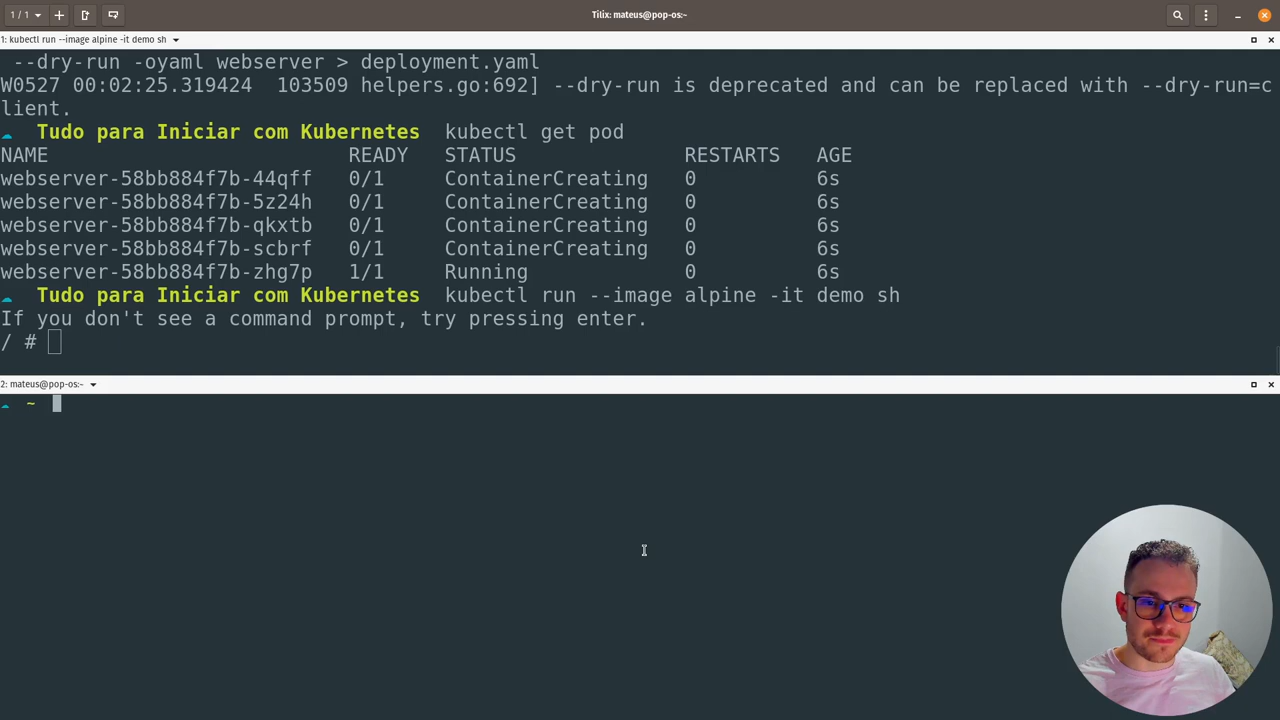 1 / 1
Tilix: mateus@pop-os:~
1: kubectl run --image alpine -it demo sh
--dry-run -oyaml webserver > deployment.yaml
W0527 00:02:25.319424  103509 helpers.go:692] --dry-run is deprecated and can be replaced with --dry-run=c
lient.
Tudo para Iniciar com Kubernetes  kubectl get pod
NAME                         READY   STATUS              RESTARTS   AGE
webserver-58bb884f7b-44qff   0/1     ContainerCreating   0          6s
webserver-58bb884f7b-5z24h   0/1     ContainerCreating   0          6s
webserver-58bb884f7b-qkxtb   0/1     ContainerCreating   0          6s
webserver-58bb884f7b-scbrf   0/1     ContainerCreating   0          6s
webserver-58bb884f7b-zhg7p   1/1     Running             0          6s
Tudo para Iniciar com Kubernetes  kubectl run --image alpine -it demo sh
If you don't see a command prompt, try pressing enter.
/ #
2: mateus@pop-os:~
~